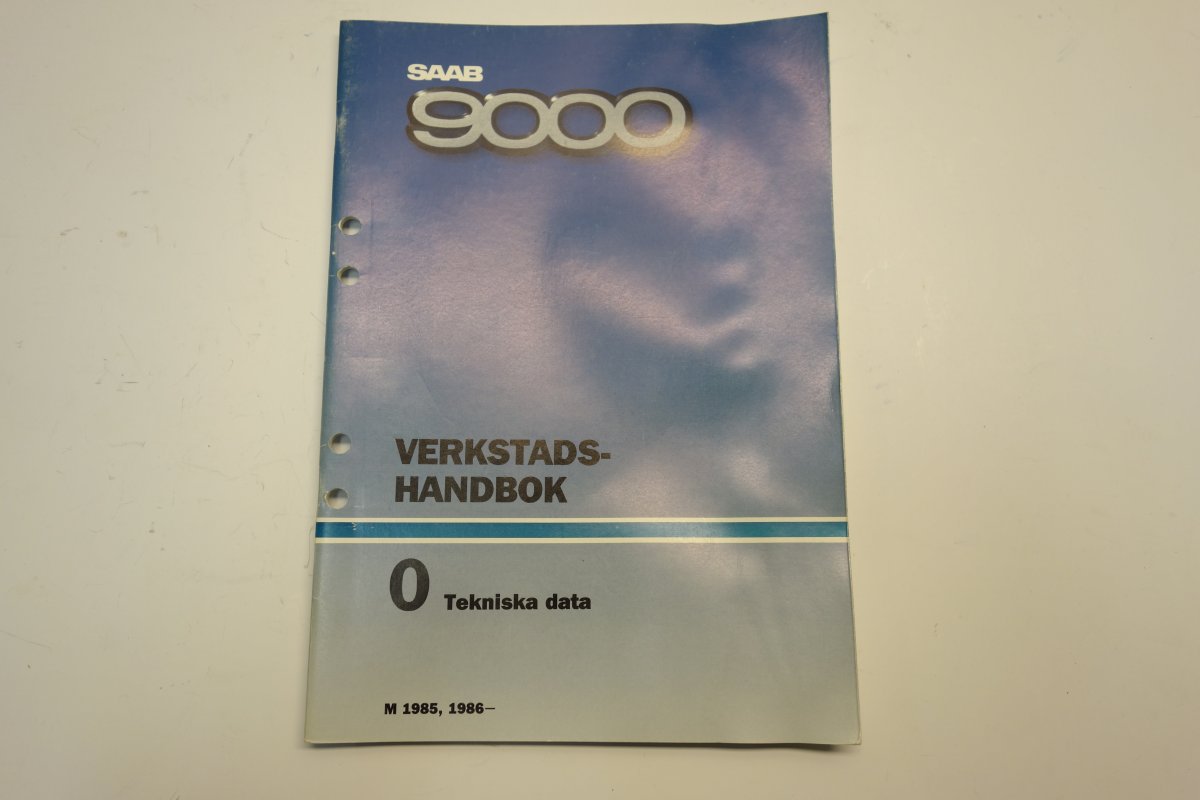 SAAB
9000
VERKSTADS-
HANDBOK
0 Tekniska data
M 1985, 1986–